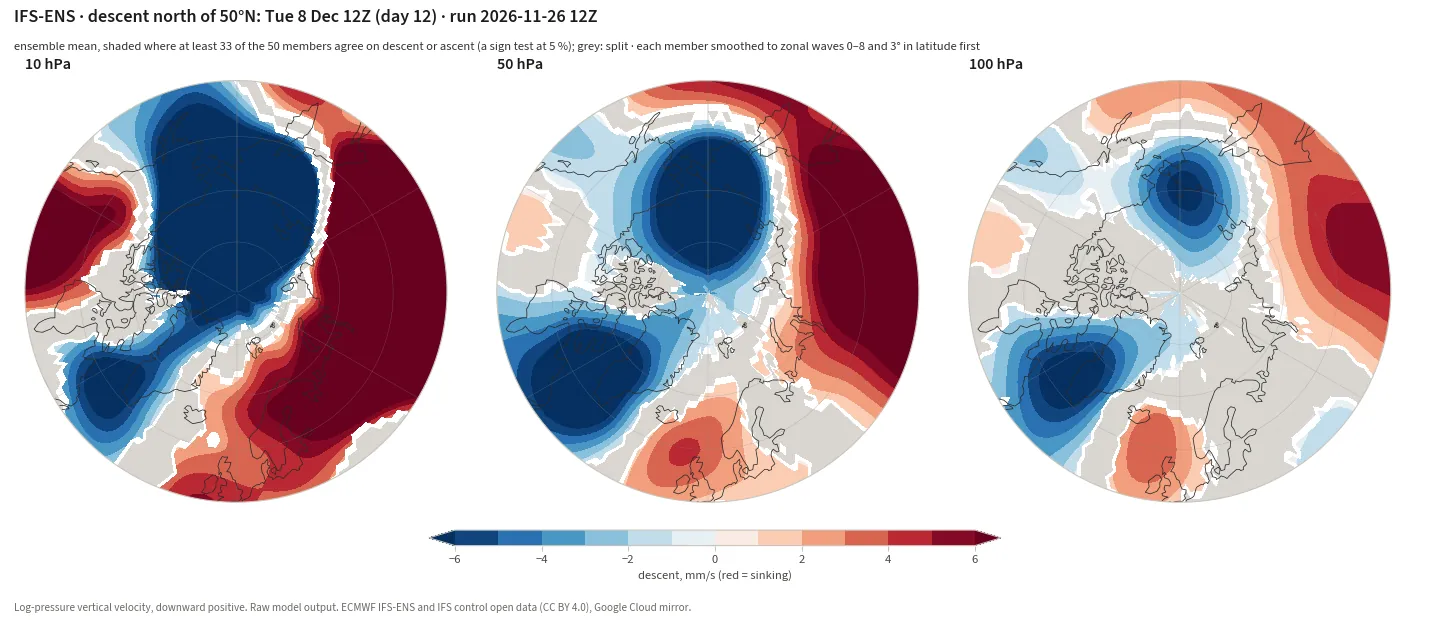 IFS-ENS · descent north of 50°N: Tue 8 Dec 12Z (day 12) · run 2026-11-26 12Z
ensemble mean, shaded where at least 33 of the 50 members agree on descent or ascent (a sign test at 5 %); grey: split · each member smoothed to zonal waves 0–8 and 3° in latitude first
10 hPa
50 hPa
100 hPa
−6 −4 −2 0 2 4 6
descent, mm/s (red = sinking)
Log-pressure vertical velocity, downward positive. Raw model output. ECMWF IFS-ENS and IFS control open data (CC BY 4.0), Google Cloud mirror.